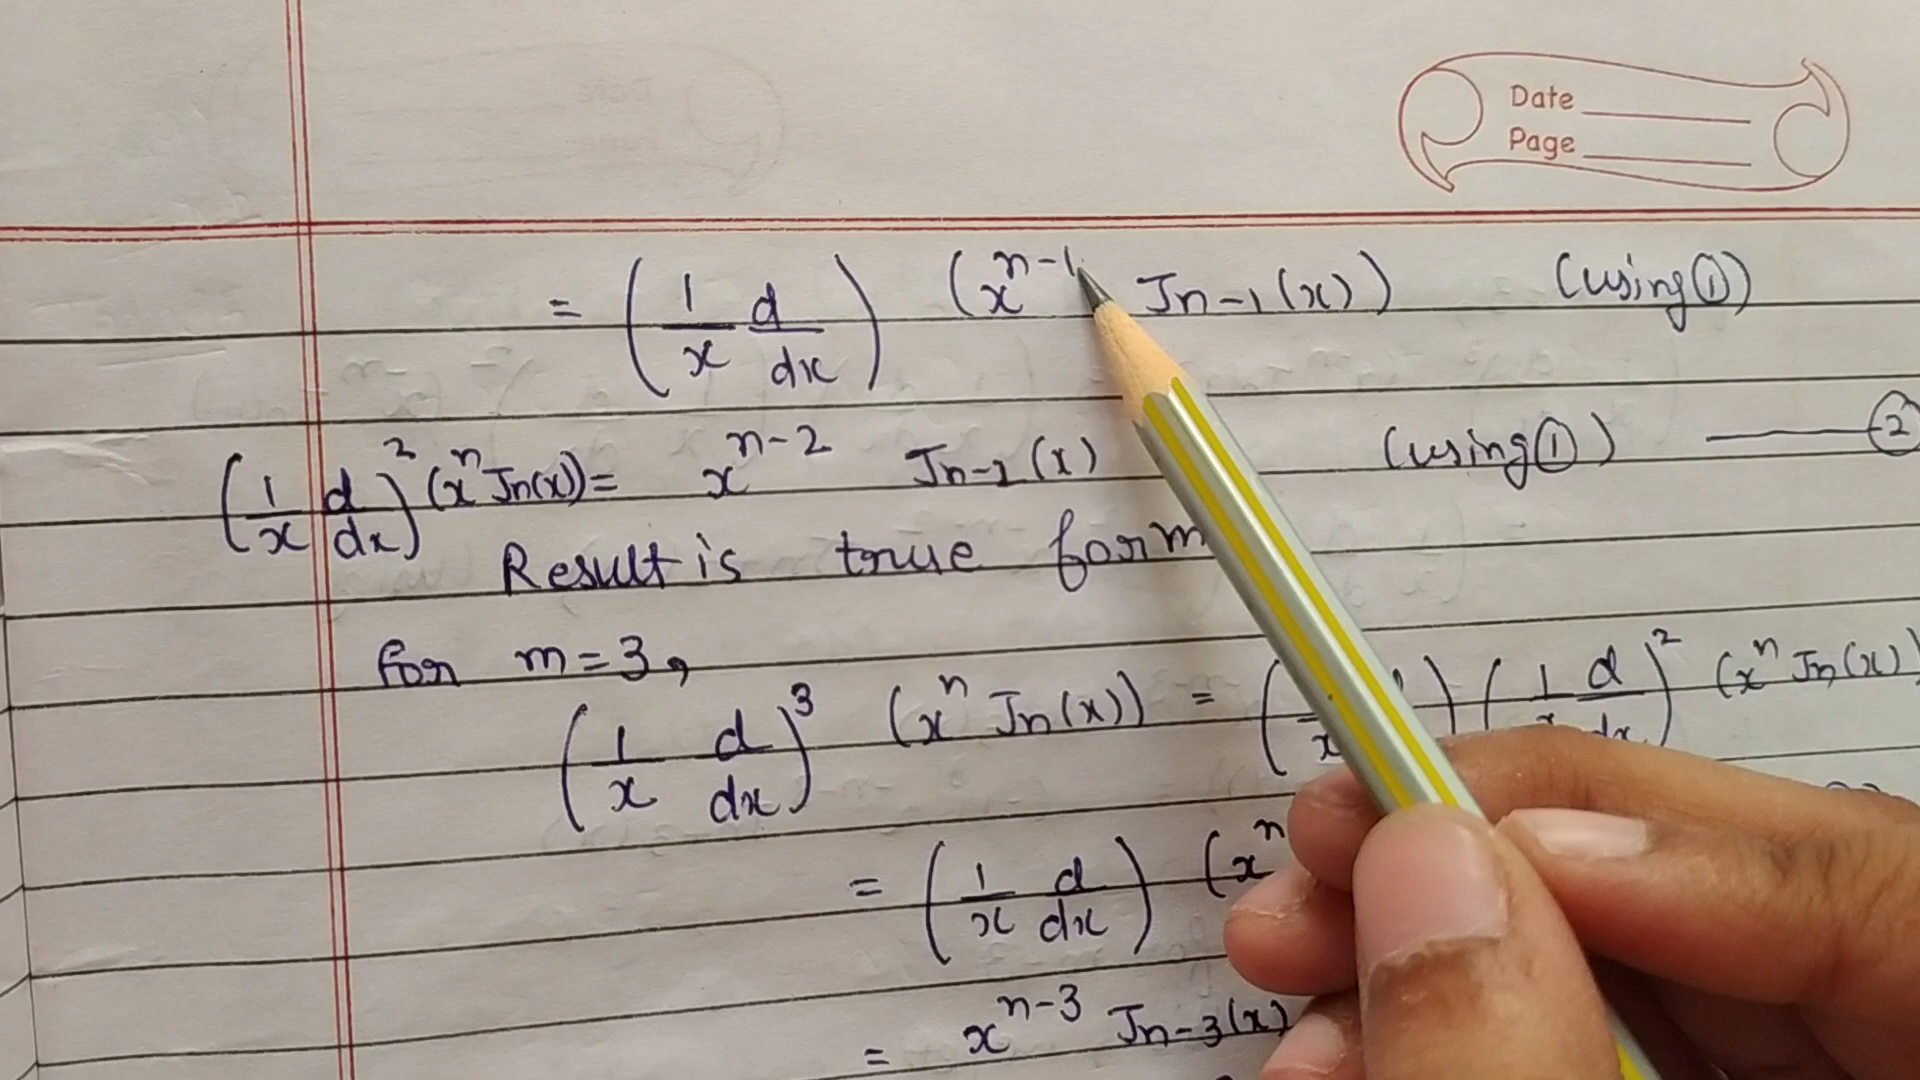 Date
Page
= (1/x d/dx) (x^(n-1) Jn-1(x)) (using ①)
(1/x d/dx)^2 (x^n Jn(x)) = x^(n-2) Jn-2(x) (using ①) —— ②
Result is true for m
For m = 3,
(1/x d/dx)^3 (x^n Jn(x)) = ( 1/x d/dx ) (1/x d/dx)^2 (x^n Jn(x))
= (1/x d/dx) (x^n
= x^(n-3) Jn-3(x)